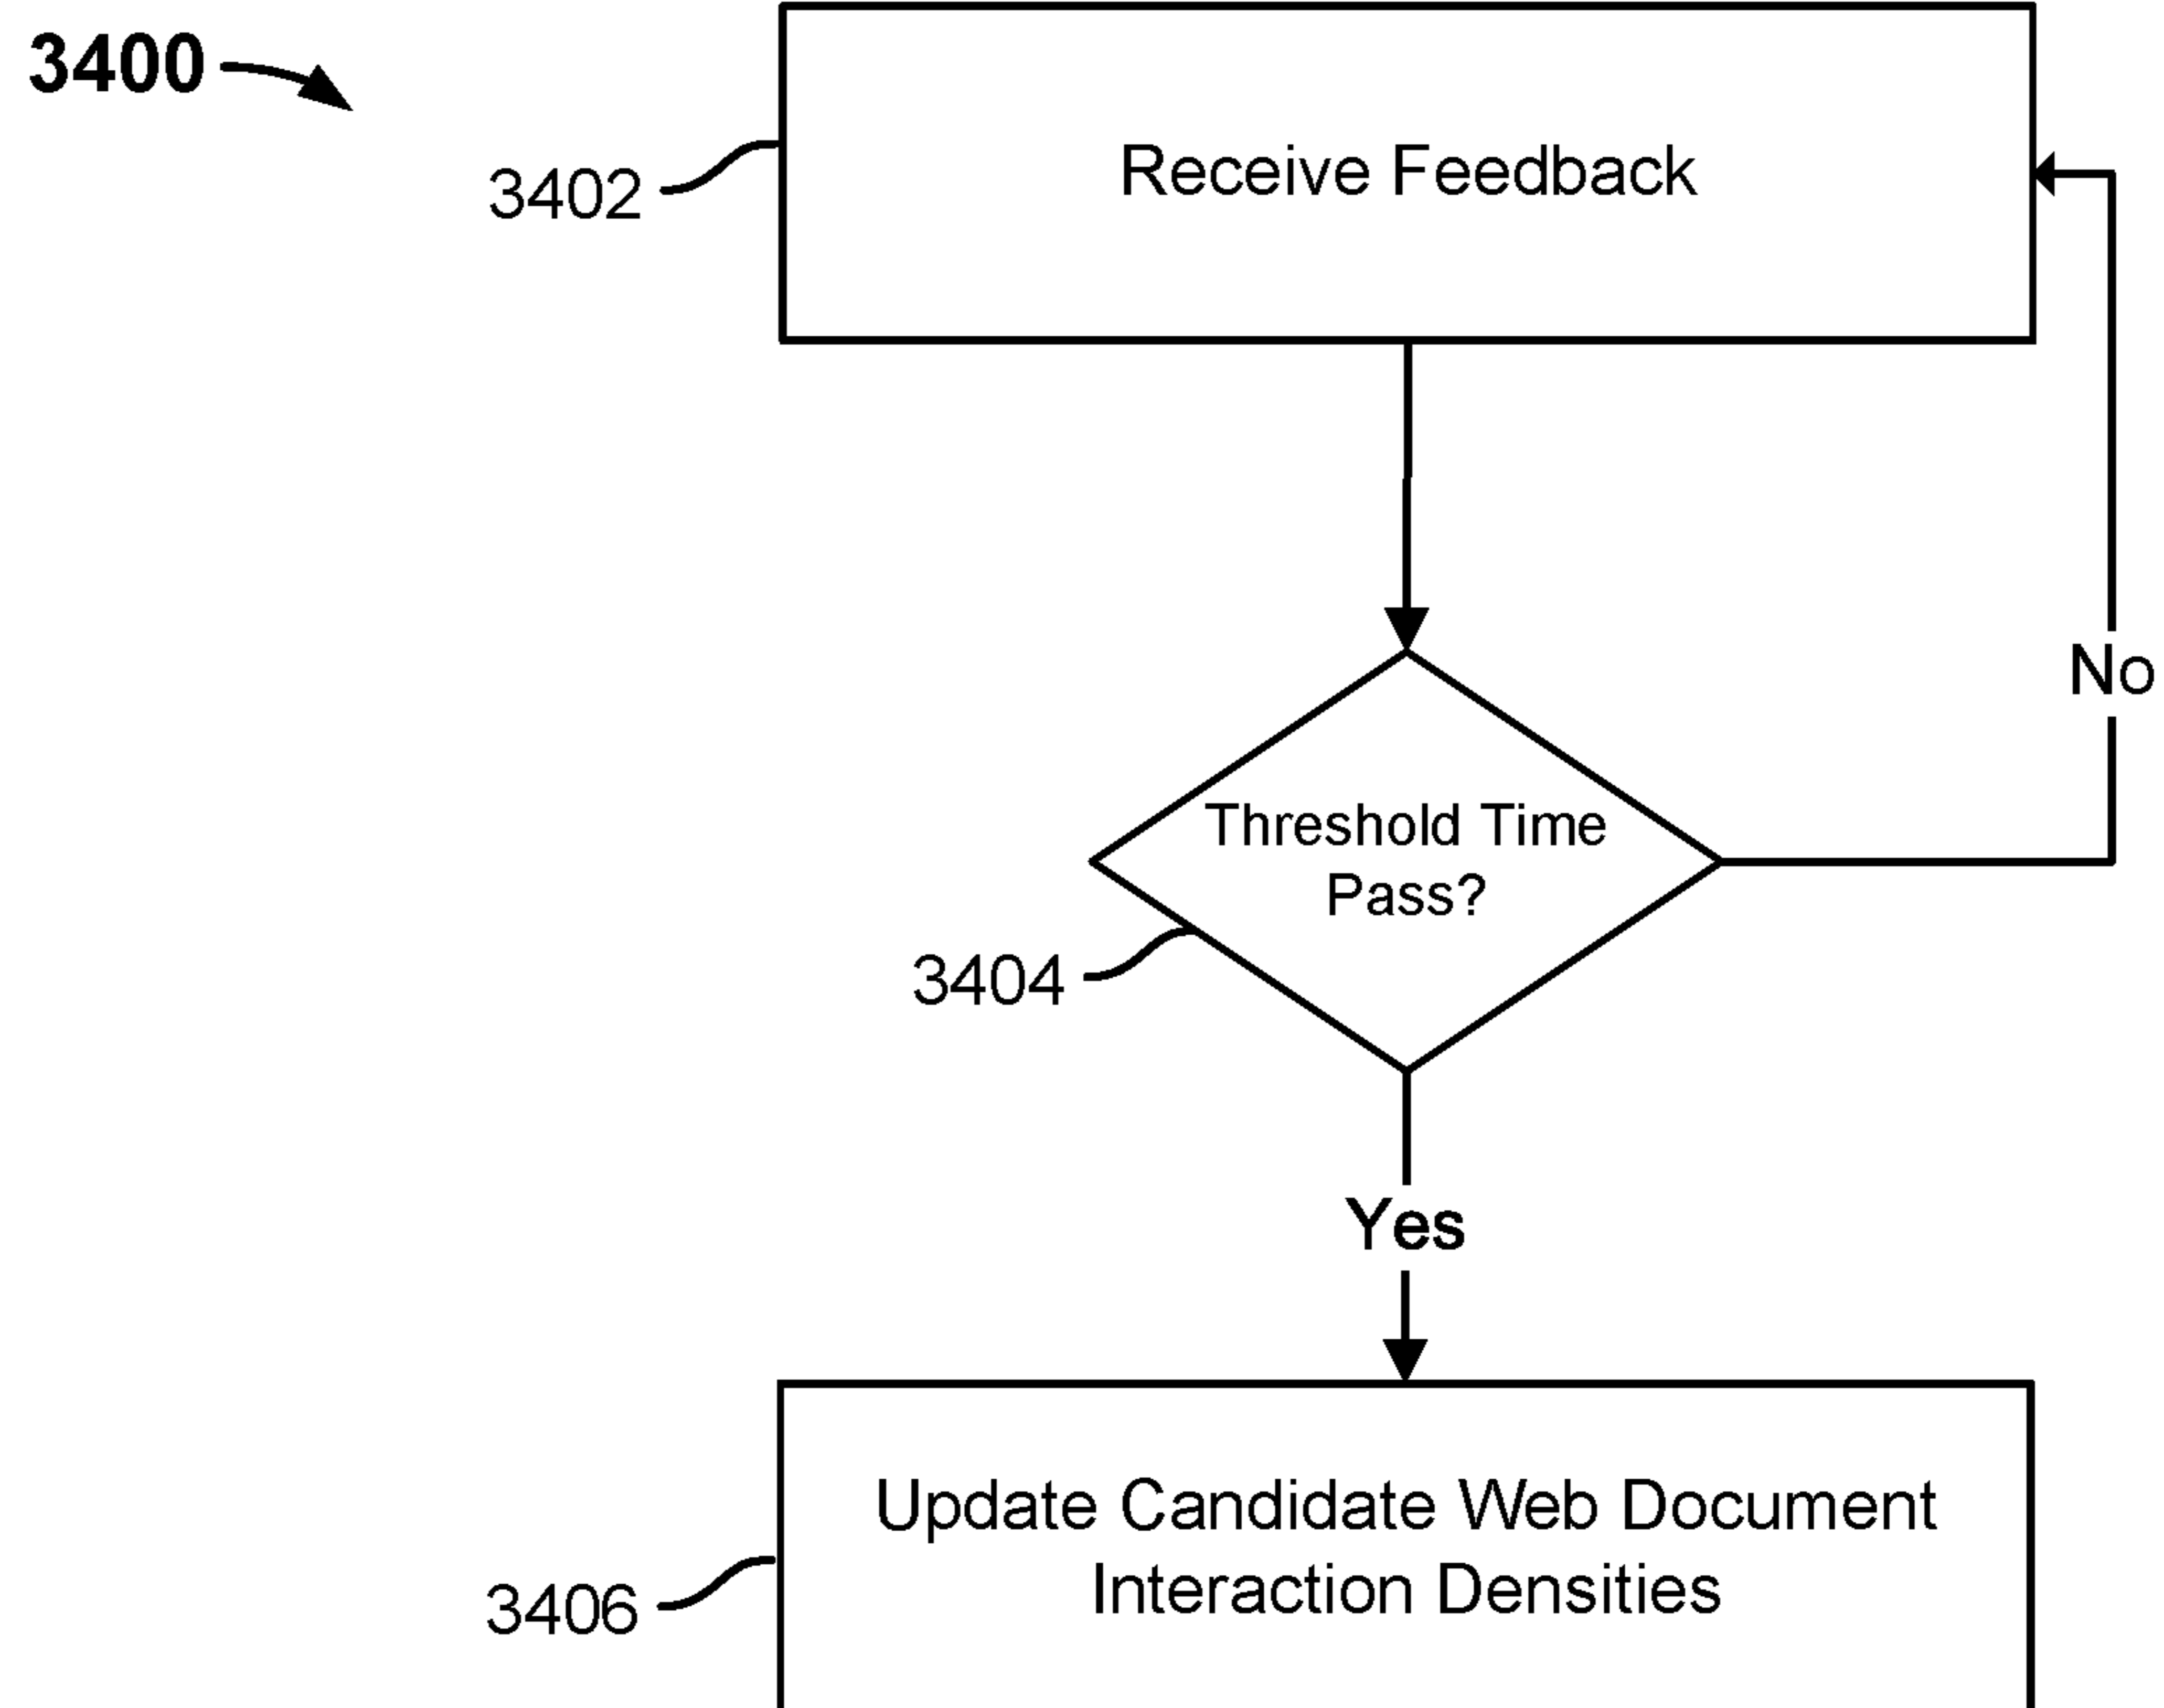 3400
Receive Feedback
3402
No
Threshold Time
Pass?
3404
Yes
Update Candidate Web Document
Interaction Densities
3406